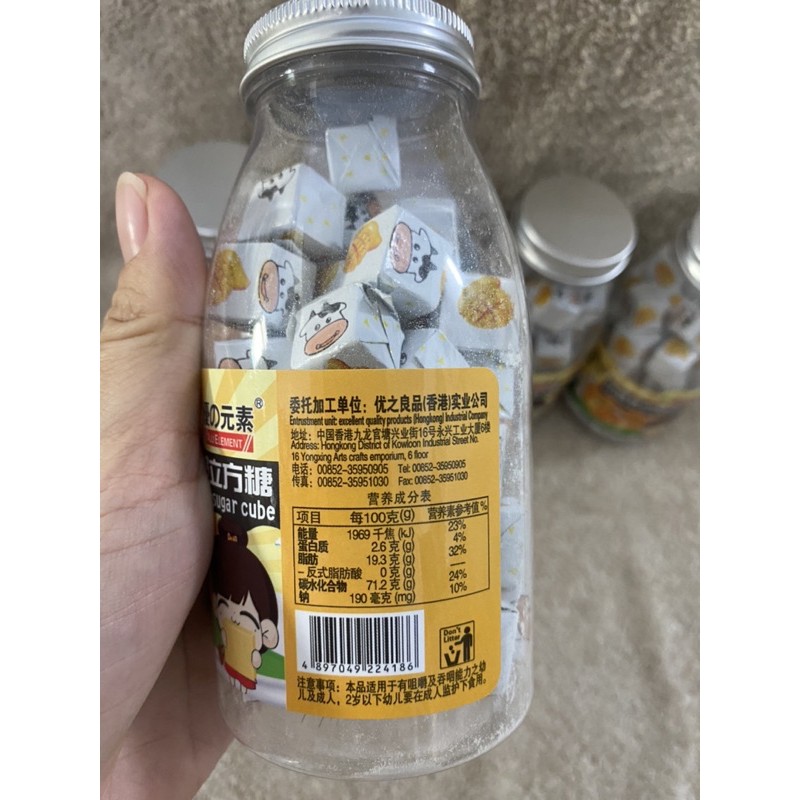 の元素®
ELEMENT
立方糖
sugar cube
委托加工单位：优之良品(香港)实业公司
Entrustment unit: excellent quality products (Hongkong) Industrial Company
地址：中国香港九龙官塘兴业街16号永兴工业大厦6楼
Address: Hongkong District of Kowloon Industrial Street No.
16 Yongxing Arts crafts emporium, 6 floor
电话：00852-35950905 Tel: 00852-35950905
传真：00852-35951030 Fax: 00852-35951030
营养成分表
项目 每100克(g) 营养素参考值%
能量 1969 千焦 (kJ) 23%
蛋白质 2.6 克 (g) 4%
脂肪 19.3 克 (g) 32%
-反式脂肪酸 0 克 (g) —
碳水化合物 71.2 克 (g) 24%
钠 190 毫克 (mg) 10%
Don't
Litter
4 897049 224186
注意事项：本品适用于有咀嚼及吞咽能力之幼
儿及成人，2岁以下幼儿要在成人监护下食用。